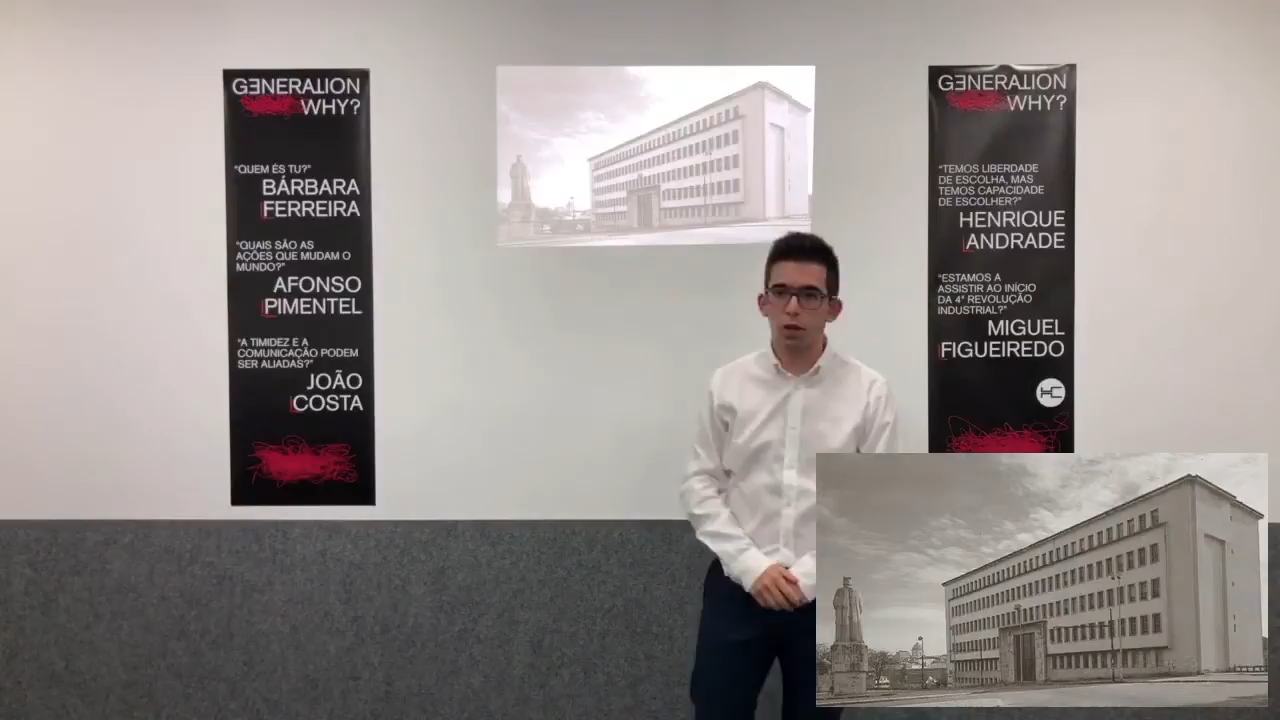 GENERATION
WHY?
"QUEM ÉS TU?"
BÁRBARA
FERREIRA
"QUAIS SÃO AS
AÇÕES QUE MUDAM O
MUNDO?"
AFONSO
PIMENTEL
"A TIMIDEZ E A
COMUNICAÇÃO PODEM
SER ALIADAS?"
JOÃO
COSTA
GENERATION
WHY?
"TEMOS LIBERDADE
DE ESCOLHA, MAS
TEMOS CAPACIDADE
DE ESCOLHER?"
HENRIQUE
ANDRADE
"ESTAMOS A
ASSISTIR AO INÍCIO
DA 4ª REVOLUÇÃO
INDUSTRIAL?"
MIGUEL
FIGUEIREDO